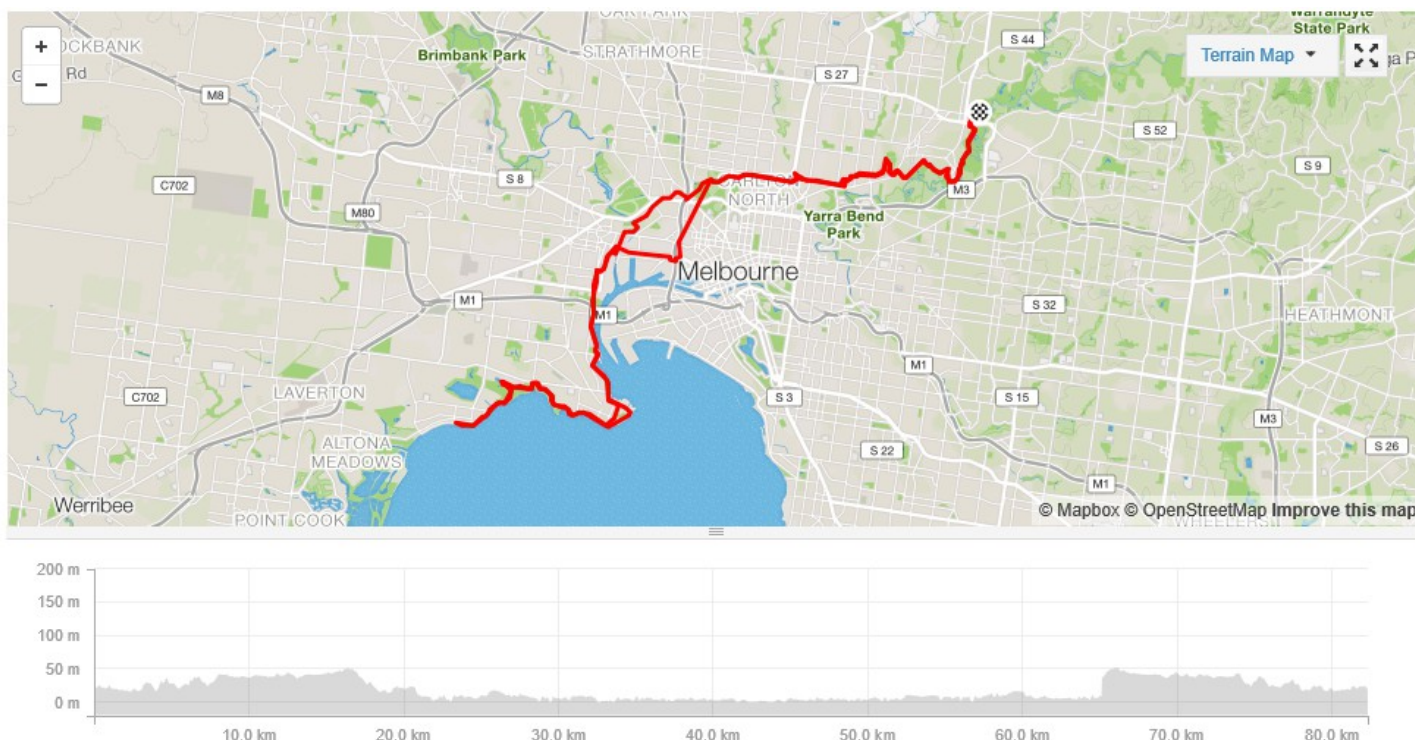 OAK PARK
Warrandyte
State Park
+
OCKBANK
STRATHMORE
S 44
Brimbank Park
Terrain Map
Rd
S 27
−
M8
S 52
S 9
C702
S 8
CARLTON
NORTH
M3
M80
Yarra Bend
Park
Melbourne
M1
M1
S 32
HEATHMONT
M1
LAVERTON
C702
S 3
S 15
M3
ALTONA
MEADOWS
S 22
S 26
M1
Werribee
POINT COOK
© Mapbox © OpenStreetMap Improve this map
WHEELERS
200 m
150 m
100 m
50 m
0 m
10.0 km 20.0 km 30.0 km 40.0 km 50.0 km 60.0 km 70.0 km 80.0 km